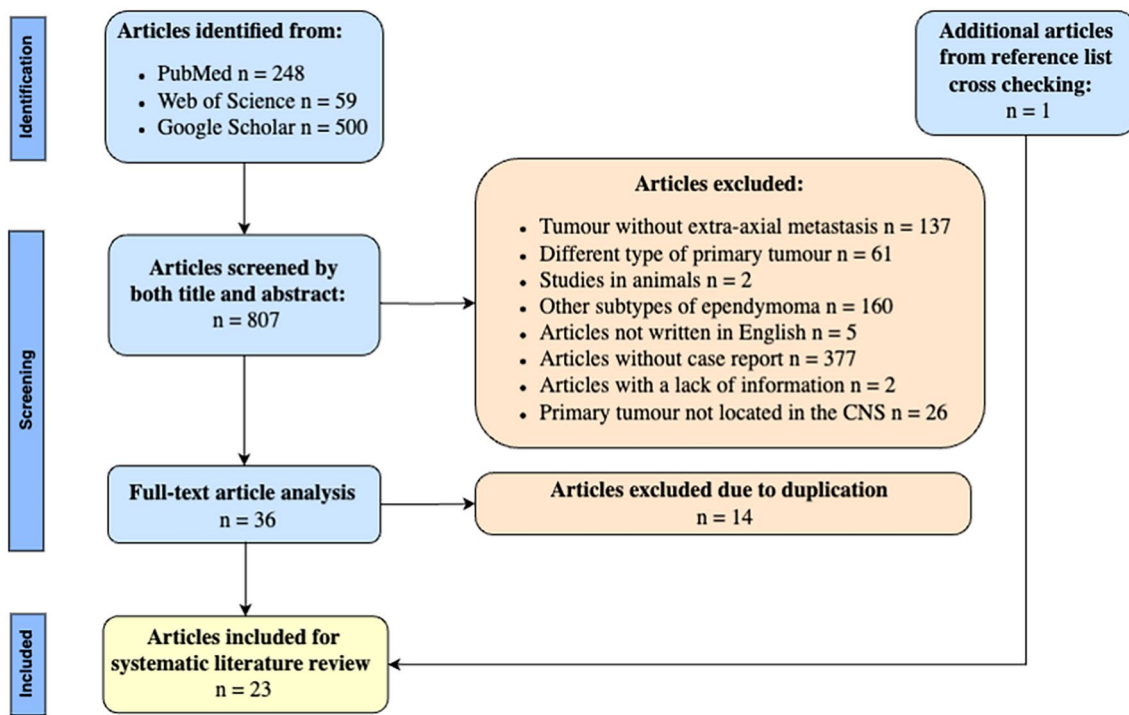 Identification
Articles identified from:
• PubMed n = 248
• Web of Science n = 59
• Google Scholar n = 500
Additional articles
from reference list
cross checking:
n = 1
Screening
Articles screened by
both title and abstract:
n = 807
Articles excluded:
• Tumour without extra-axial metastasis n = 137
• Different type of primary tumour n = 61
• Studies in animals n = 2
• Other subtypes of ependymoma n = 160
• Articles not written in English n = 5
• Articles without case report n = 377
• Articles with a lack of information n = 2
• Primary tumour not located in the CNS n = 26
Full-text article analysis
n = 36
Articles excluded due to duplication
n = 14
Included
Articles included for
systematic literature review
n = 23